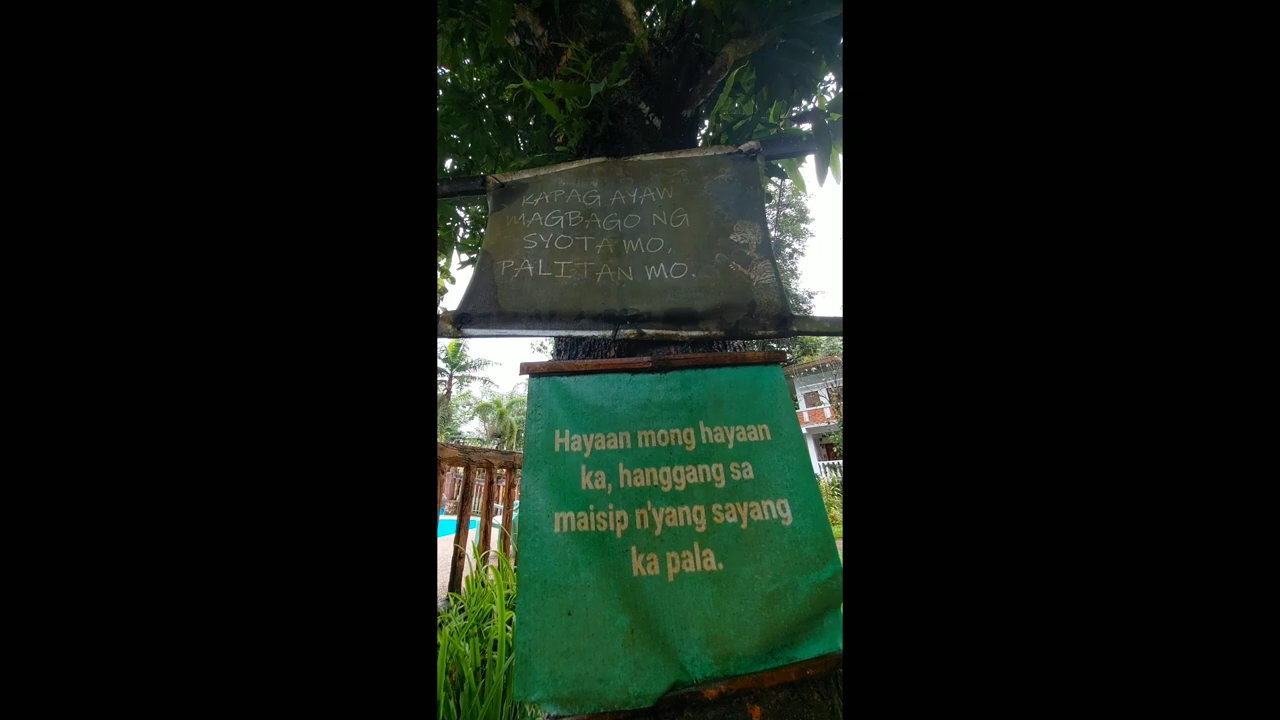 KAPAG AYAW
MAGBAGO NG
SYOTA MO,
PALITAN MO.
Hayaan mong hayaan
ka, hanggang sa
maisip n'yang sayang
ka pala.